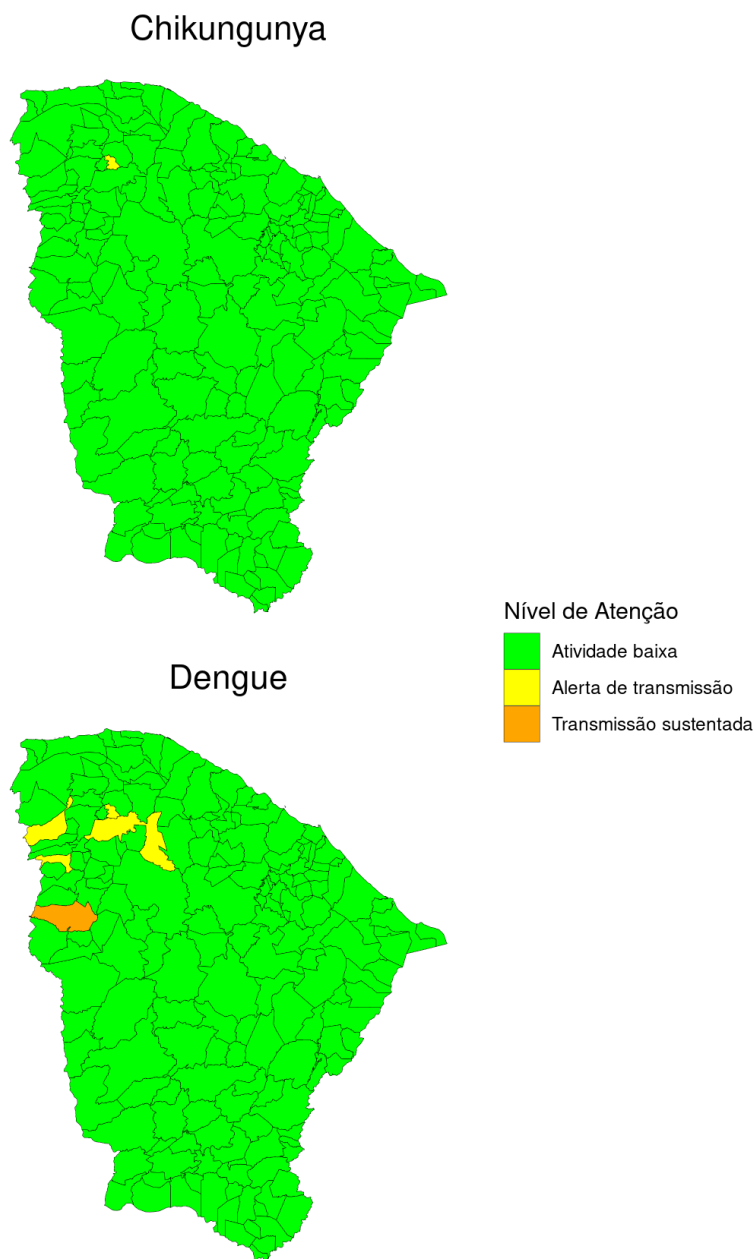 Chikungunya
Nível de Atenção
Atividade baixa
Alerta de transmissão
Transmissão sustentada
Dengue